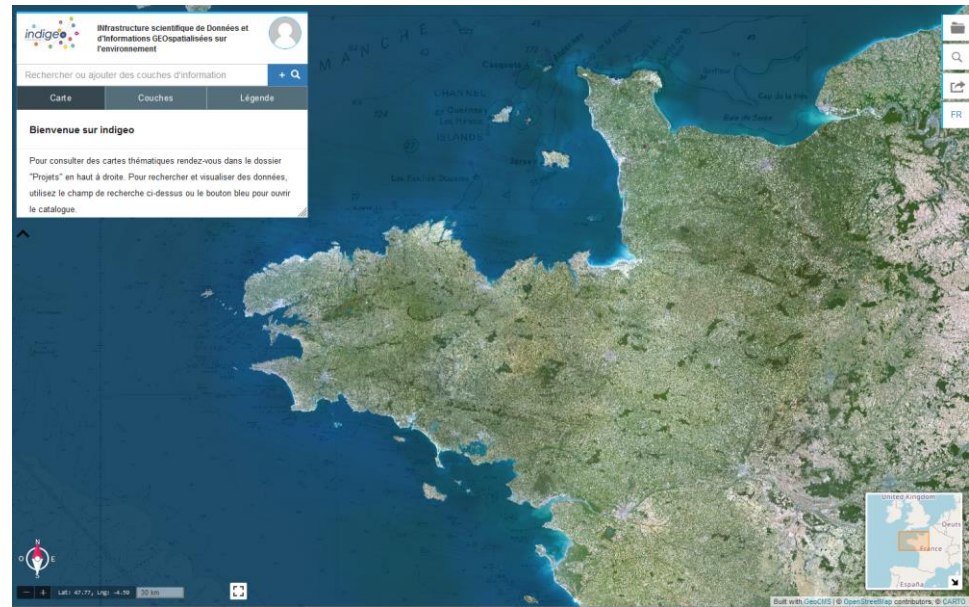 indigeo
INfrastructure scientifique de Données et
d'Informations GEOspatialisées sur
l'environnement
Rechercher ou ajouter des couches d'information
+
Carte Couches Légende
Bienvenue sur indigeo
Pour consulter des cartes thématiques rendez-vous dans le dossier
"Projets" en haut à droite. Pour rechercher et visualiser des données,
utilisez le champ de recherche ci-dessus ou le bouton bleu pour ouvrir
le catalogue.
FR
MANCHE
CHANNEL
ISLANDS
Jersey
Baie de Seine
N
O E
S
− + Lat: 47.77, Lng: -4.59 30 km
United Kingdom
Deuts
France
España
Built with GeoCMS | © OpenStreetMap contributors, © CARTO